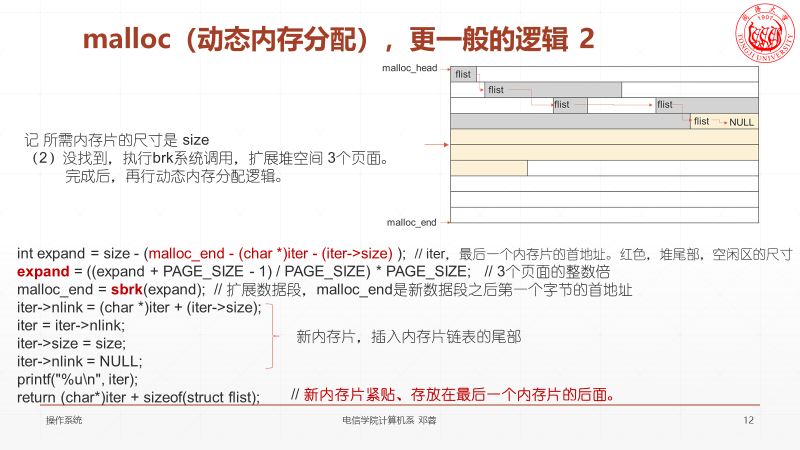 malloc（动态内存分配），更一般的逻辑 2
同济大学
1907
TONGJI UNIVERSITY
malloc_head
flist
flist
flist
flist
flist
NULL
malloc_end
记 所需内存片的尺寸是 size
（2）没找到，执行brk系统调用，扩展堆空间 3个页面。
完成后，再行动态内存分配逻辑。
int expand = size - (malloc_end - (char *)iter - (iter->size) ); // iter，最后一个内存片的首地址。红色，堆尾部，空闲区的尺寸
expand = ((expand + PAGE_SIZE - 1) / PAGE_SIZE) * PAGE_SIZE; // 3个页面的整数倍
malloc_end = sbrk(expand); // 扩展数据段，malloc_end是新数据段之后第一个字节的首地址
iter->nlink = (char *)iter + (iter->size);
iter = iter->nlink;
iter->size = size;
iter->nlink = NULL;
新内存片，插入内存片链表的尾部
printf("%u\n", iter);
return (char*)iter + sizeof(struct flist); // 新内存片紧贴、存放在最后一个内存片的后面。
操作系统
电信学院计算机系 邓蓉
12